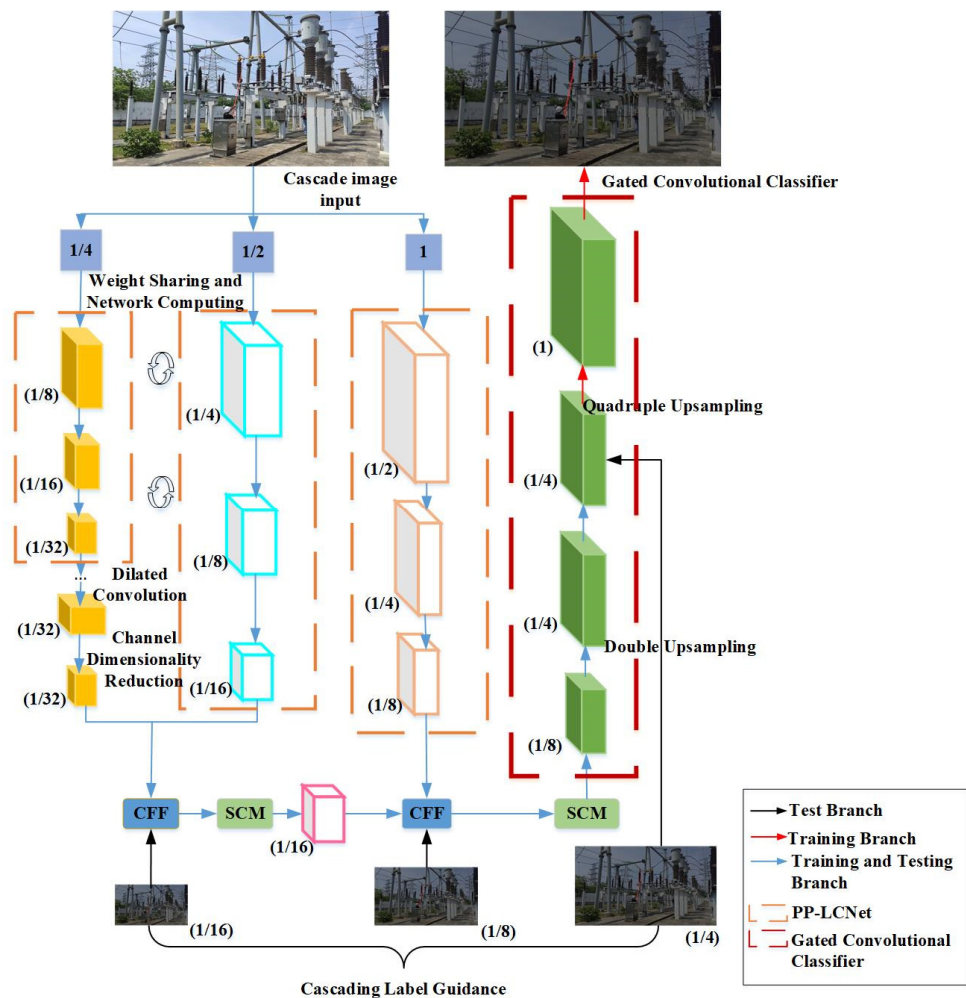 Cascade image
input
Gated Convolutional Classifier
1/4
1/2
1
Weight Sharing and
Network Computing
(1/8)
(1/16)
(1/32)
...
Dilated
Convolution
(1/32)
Channel
Dimensionality
Reduction
(1/32)
(1/4)
(1/8)
(1/16)
(1/2)
(1/4)
(1/8)
(1)
Quadruple Upsampling
(1/4)
(1/4)
Double Upsampling
(1/8)
CFF
SCM
(1/16)
CFF
SCM
(1/16)
(1/8)
(1/4)
Cascading Label Guidance
Test Branch
Training Branch
Training and Testing
Branch
PP-LCNet
Gated Convolutional
Classifier